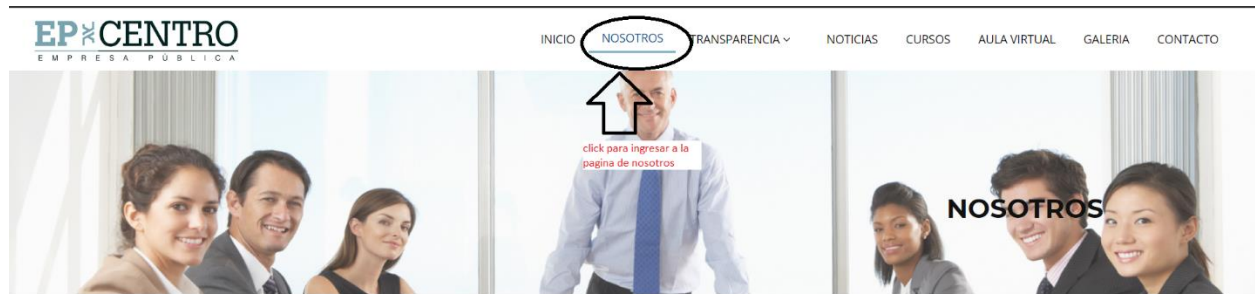 EP CENTRO
EMPRESA PÚBLICA
INICIO NOSOTROS TRANSPARENCIA NOTICIAS CURSOS AULA VIRTUAL GALERIA CONTACTO
click para ingresar a la
pagina de nosotros
NOSOTROS